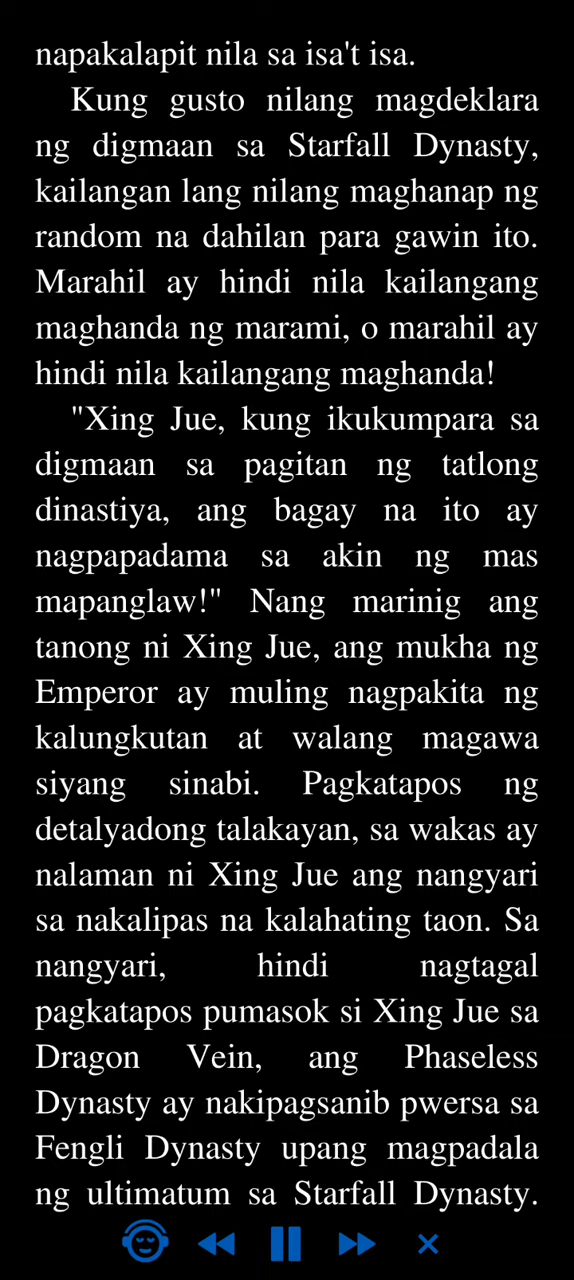 napakalapit nila sa isa't isa.
Kung gusto nilang magdeklara
ng digmaan sa Starfall Dynasty,
kailangan lang nilang maghanap ng
random na dahilan para gawin ito.
Marahil ay hindi nila kailangang
maghanda ng marami, o marahil ay
hindi nila kailangang maghanda!
"Xing Jue, kung ikukumpara sa
digmaan sa pagitan ng tatlong
dinastiya, ang bagay na ito ay
nagpapadama sa akin ng mas
mapanglaw!" Nang marinig ang
tanong ni Xing Jue, ang mukha ng
Emperor ay muling nagpakita ng
kalungkutan at walang magawa
siyang sinabi. Pagkatapos ng
detalyadong talakayan, sa wakas ay
nalaman ni Xing Jue ang nangyari
sa nakalipas na kalahating taon. Sa
nangyari, hindi nagtagal
pagkatapos pumasok si Xing Jue sa
Dragon Vein, ang Phaseless
Dynasty ay nakipagsanib pwersa sa
Fengli Dynasty upang magpadala
ng ultimatum sa Starfall Dynasty.